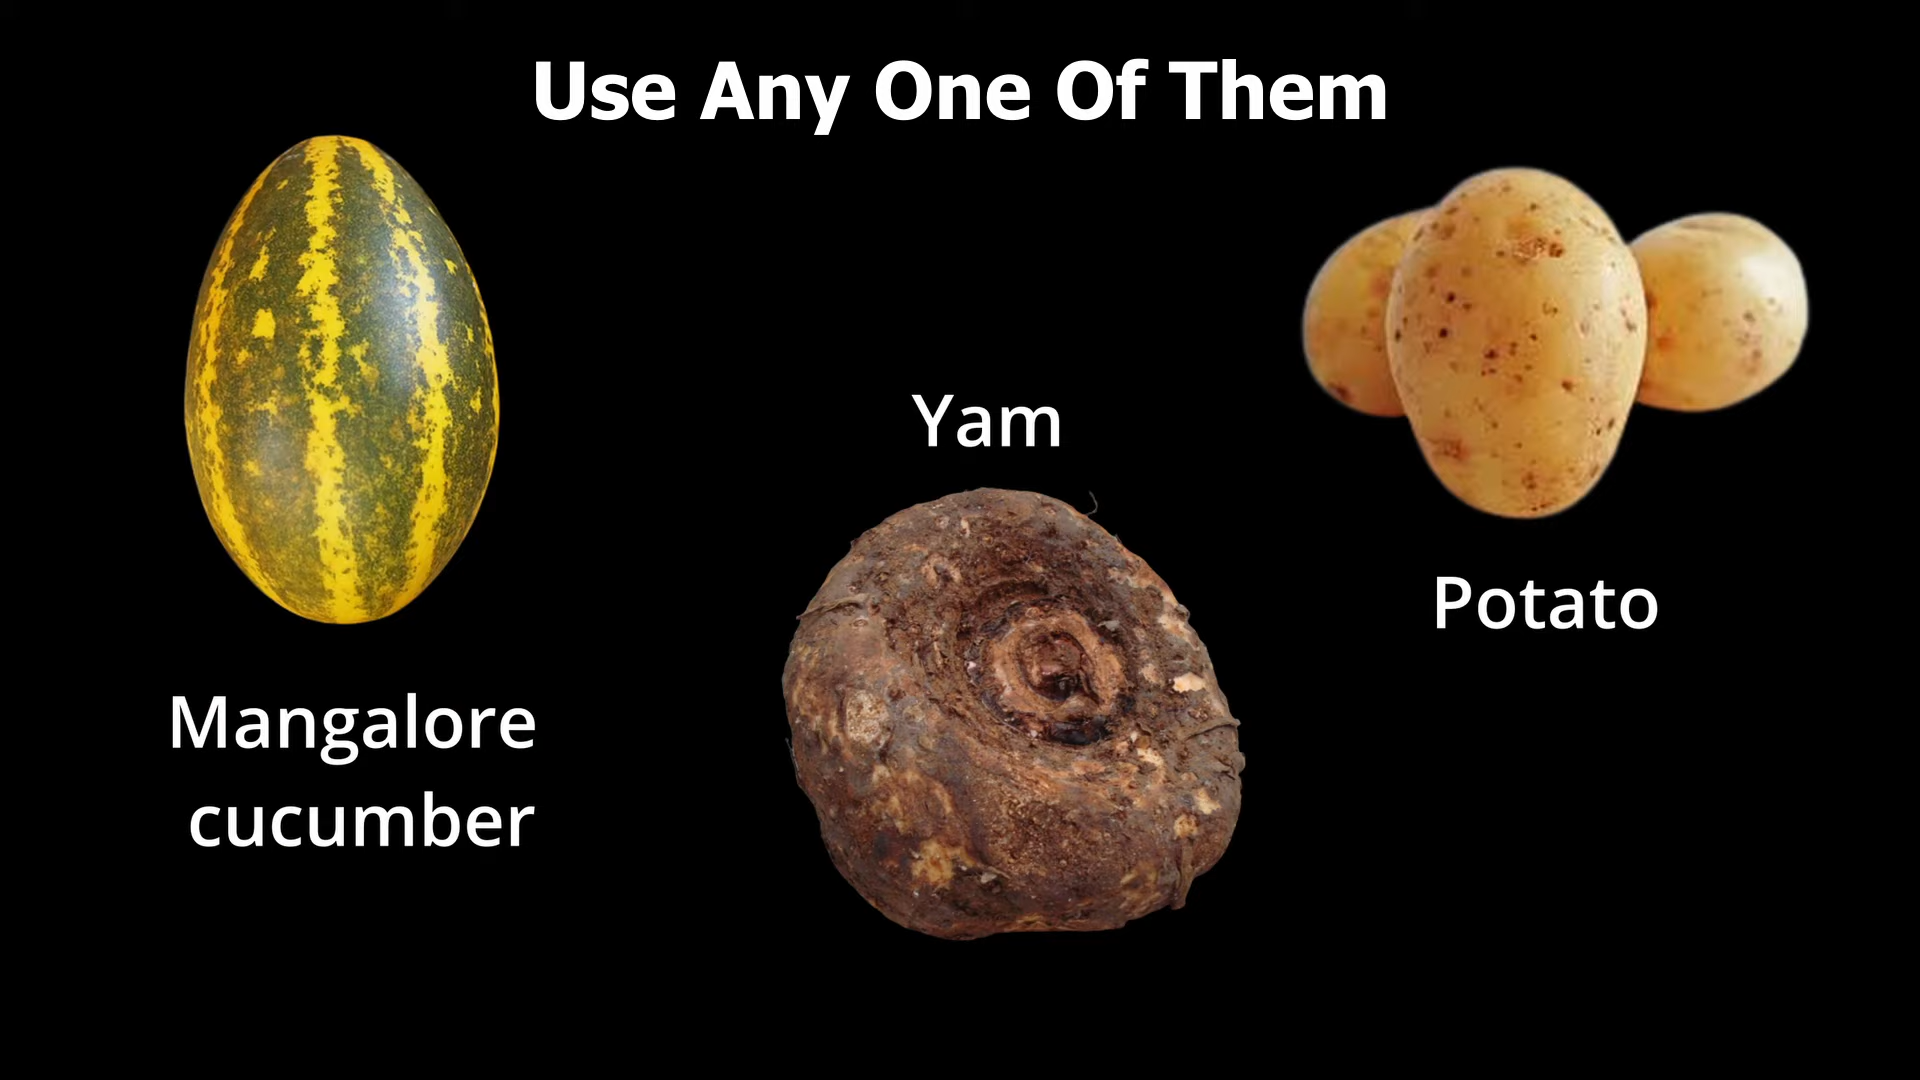 Use Any One Of Them
Yam
Potato
Mangalore
cucumber